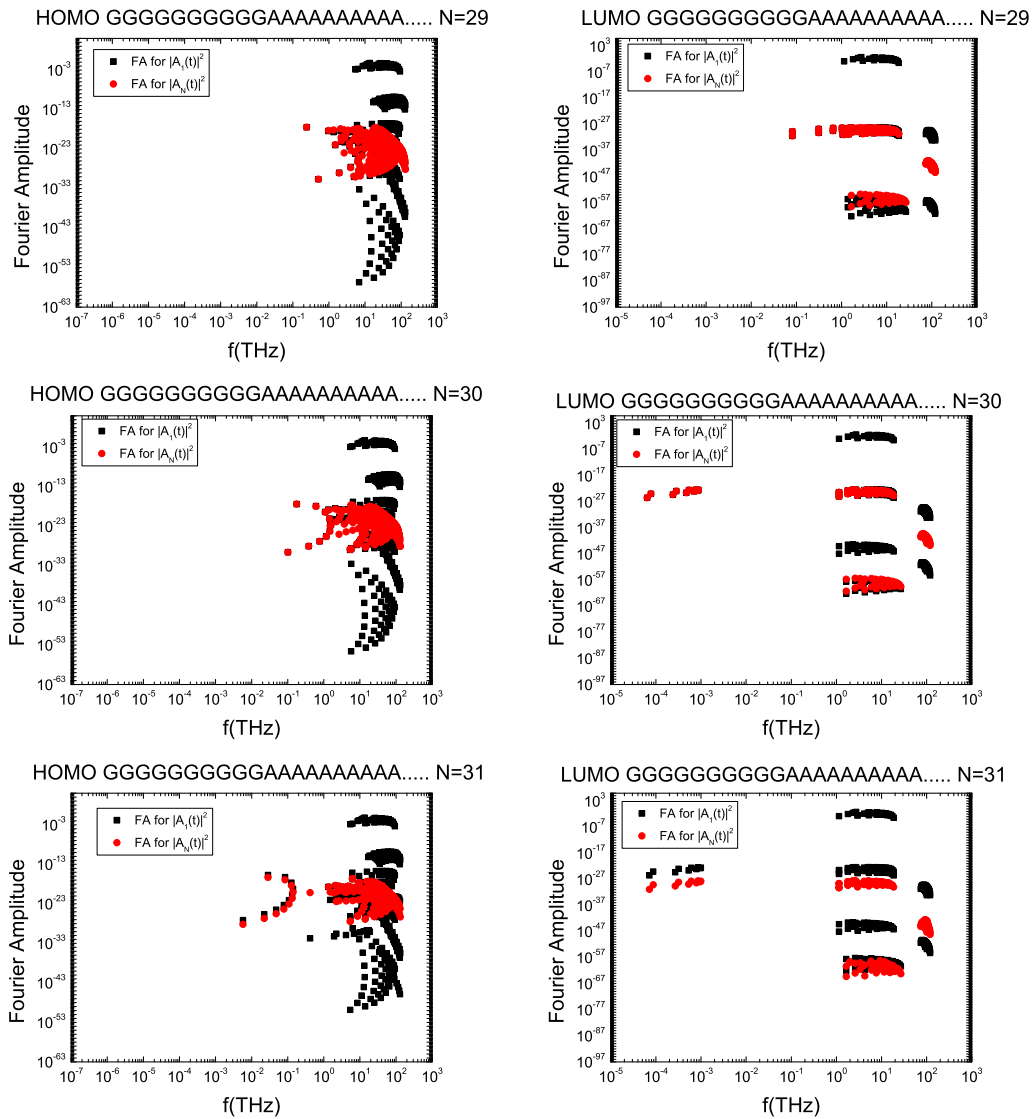 HOMO GGGGGGGGGGAAAAAAAAAA..... N=29
FA for |A₁(t)|²
FA for |A_N(t)|²
Fourier Amplitude
10⁻³
10⁻¹³
10⁻²³
10⁻³³
10⁻⁴³
10⁻⁵³
10⁻⁶³
10⁻⁷ 10⁻⁶ 10⁻⁵ 10⁻⁴ 10⁻³ 10⁻² 10⁻¹ 10⁰ 10¹ 10² 10³
f(THz)
LUMO GGGGGGGGGGAAAAAAAAAA..... N=29
FA for |A₁(t)|²
FA for |A_N(t)|²
Fourier Amplitude
10³
10⁻⁷
10⁻¹⁷
10⁻²⁷
10⁻³⁷
10⁻⁴⁷
10⁻⁵⁷
10⁻⁶⁷
10⁻⁷⁷
10⁻⁸⁷
10⁻⁹⁷
10⁻⁵ 10⁻⁴ 10⁻³ 10⁻² 10⁻¹ 10⁰ 10¹ 10² 10³
f(THz)
HOMO GGGGGGGGGGAAAAAAAAAA..... N=30
FA for |A₁(t)|²
FA for |A_N(t)|²
Fourier Amplitude
10⁻³
10⁻¹³
10⁻²³
10⁻³³
10⁻⁴³
10⁻⁵³
10⁻⁶³
10⁻⁷ 10⁻⁶ 10⁻⁵ 10⁻⁴ 10⁻³ 10⁻² 10⁻¹ 10⁰ 10¹ 10² 10³
f(THz)
LUMO GGGGGGGGGGAAAAAAAAAA..... N=30
FA for |A₁(t)|²
FA for |A_N(t)|²
Fourier Amplitude
10³
10⁻⁷
10⁻¹⁷
10⁻²⁷
10⁻³⁷
10⁻⁴⁷
10⁻⁵⁷
10⁻⁶⁷
10⁻⁷⁷
10⁻⁸⁷
10⁻⁹⁷
10⁻⁵ 10⁻⁴ 10⁻³ 10⁻² 10⁻¹ 10⁰ 10¹ 10² 10³
f(THz)
HOMO GGGGGGGGGGAAAAAAAAAA..... N=31
FA for |A₁(t)|²
FA for |A_N(t)|²
Fourier Amplitude
10⁻³
10⁻¹³
10⁻²³
10⁻³³
10⁻⁴³
10⁻⁵³
10⁻⁶³
10⁻⁷ 10⁻⁶ 10⁻⁵ 10⁻⁴ 10⁻³ 10⁻² 10⁻¹ 10⁰ 10¹ 10² 10³
f(THz)
LUMO GGGGGGGGGGAAAAAAAAAA..... N=31
FA for |A₁(t)|²
FA for |A_N(t)|²
Fourier Amplitude
10³
10⁻⁷
10⁻¹⁷
10⁻²⁷
10⁻³⁷
10⁻⁴⁷
10⁻⁵⁷
10⁻⁶⁷
10⁻⁷⁷
10⁻⁸⁷
10⁻⁹⁷
10⁻⁵ 10⁻⁴ 10⁻³ 10⁻² 10⁻¹ 10⁰ 10¹ 10² 10³
f(THz)